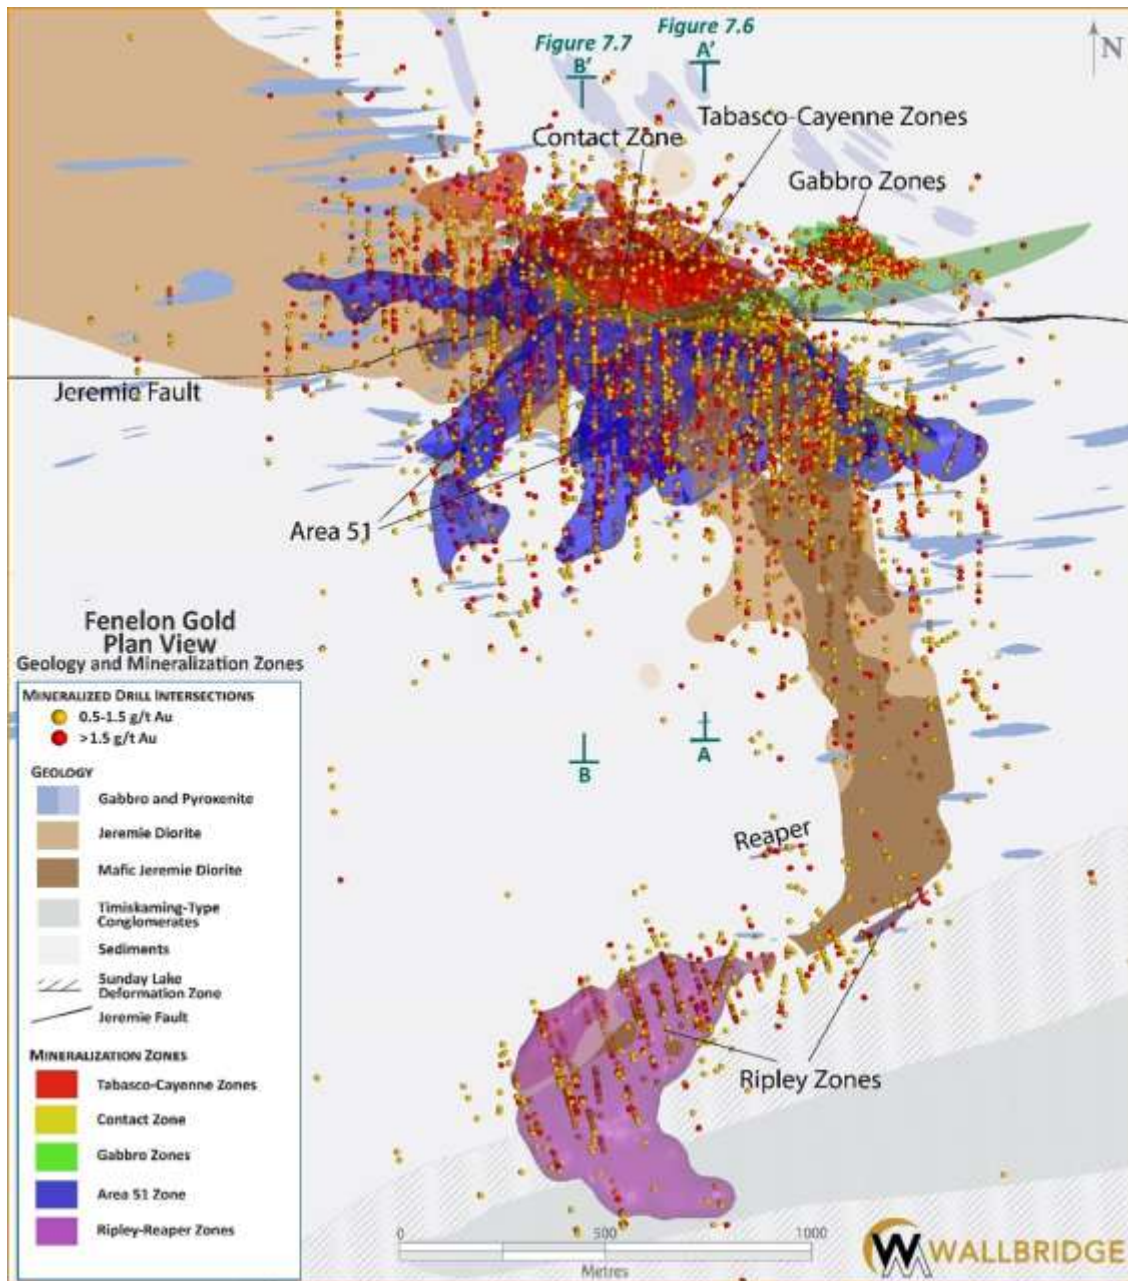 Figure 7.7
B'
Figure 7.6
A'
N
Contact Zone
Tabasco-Cayenne Zones
Gabbro Zones
Jeremie Fault
Area 51
Fenelon Gold
Plan View
Geology and Mineralization Zones
MINERALIZED DRILL INTERSECTIONS
0.5-1.5 g/t Au
>1.5 g/t Au
GEOLOGY
Gabbro and Pyroxenite
Jeremie Diorite
Mafic Jeremie Diorite
Timiskaming-Type
Conglomerates
Sediments
Sunday Lake
Deformation Zone
Jeremie Fault
MINERALIZATION ZONES
Tabasco-Cayenne Zones
Contact Zone
Gabbro Zones
Area 51 Zone
Ripley-Reaper Zones
B
A
Reaper
Ripley Zones
0 500 1000
Metres
WALLBRIDGE